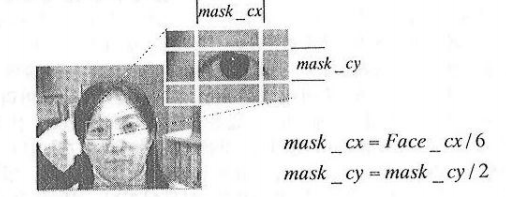 mask_cx
mask_cy
mask_cx = Face_cx/6
mask_cy = mask_cy/2